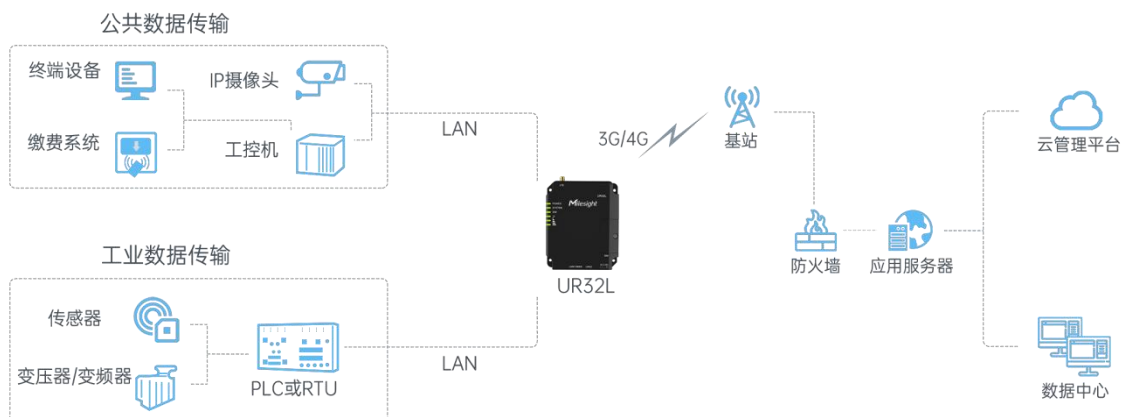 公共数据传输
终端设备
IP摄像头
缴费系统
工控机
LAN
3G/4G
基站
云管理平台
Milesight
UR32L
防火墙
应用服务器
工业数据传输
传感器
变压器/变频器
PLC或RTU
LAN
数据中心